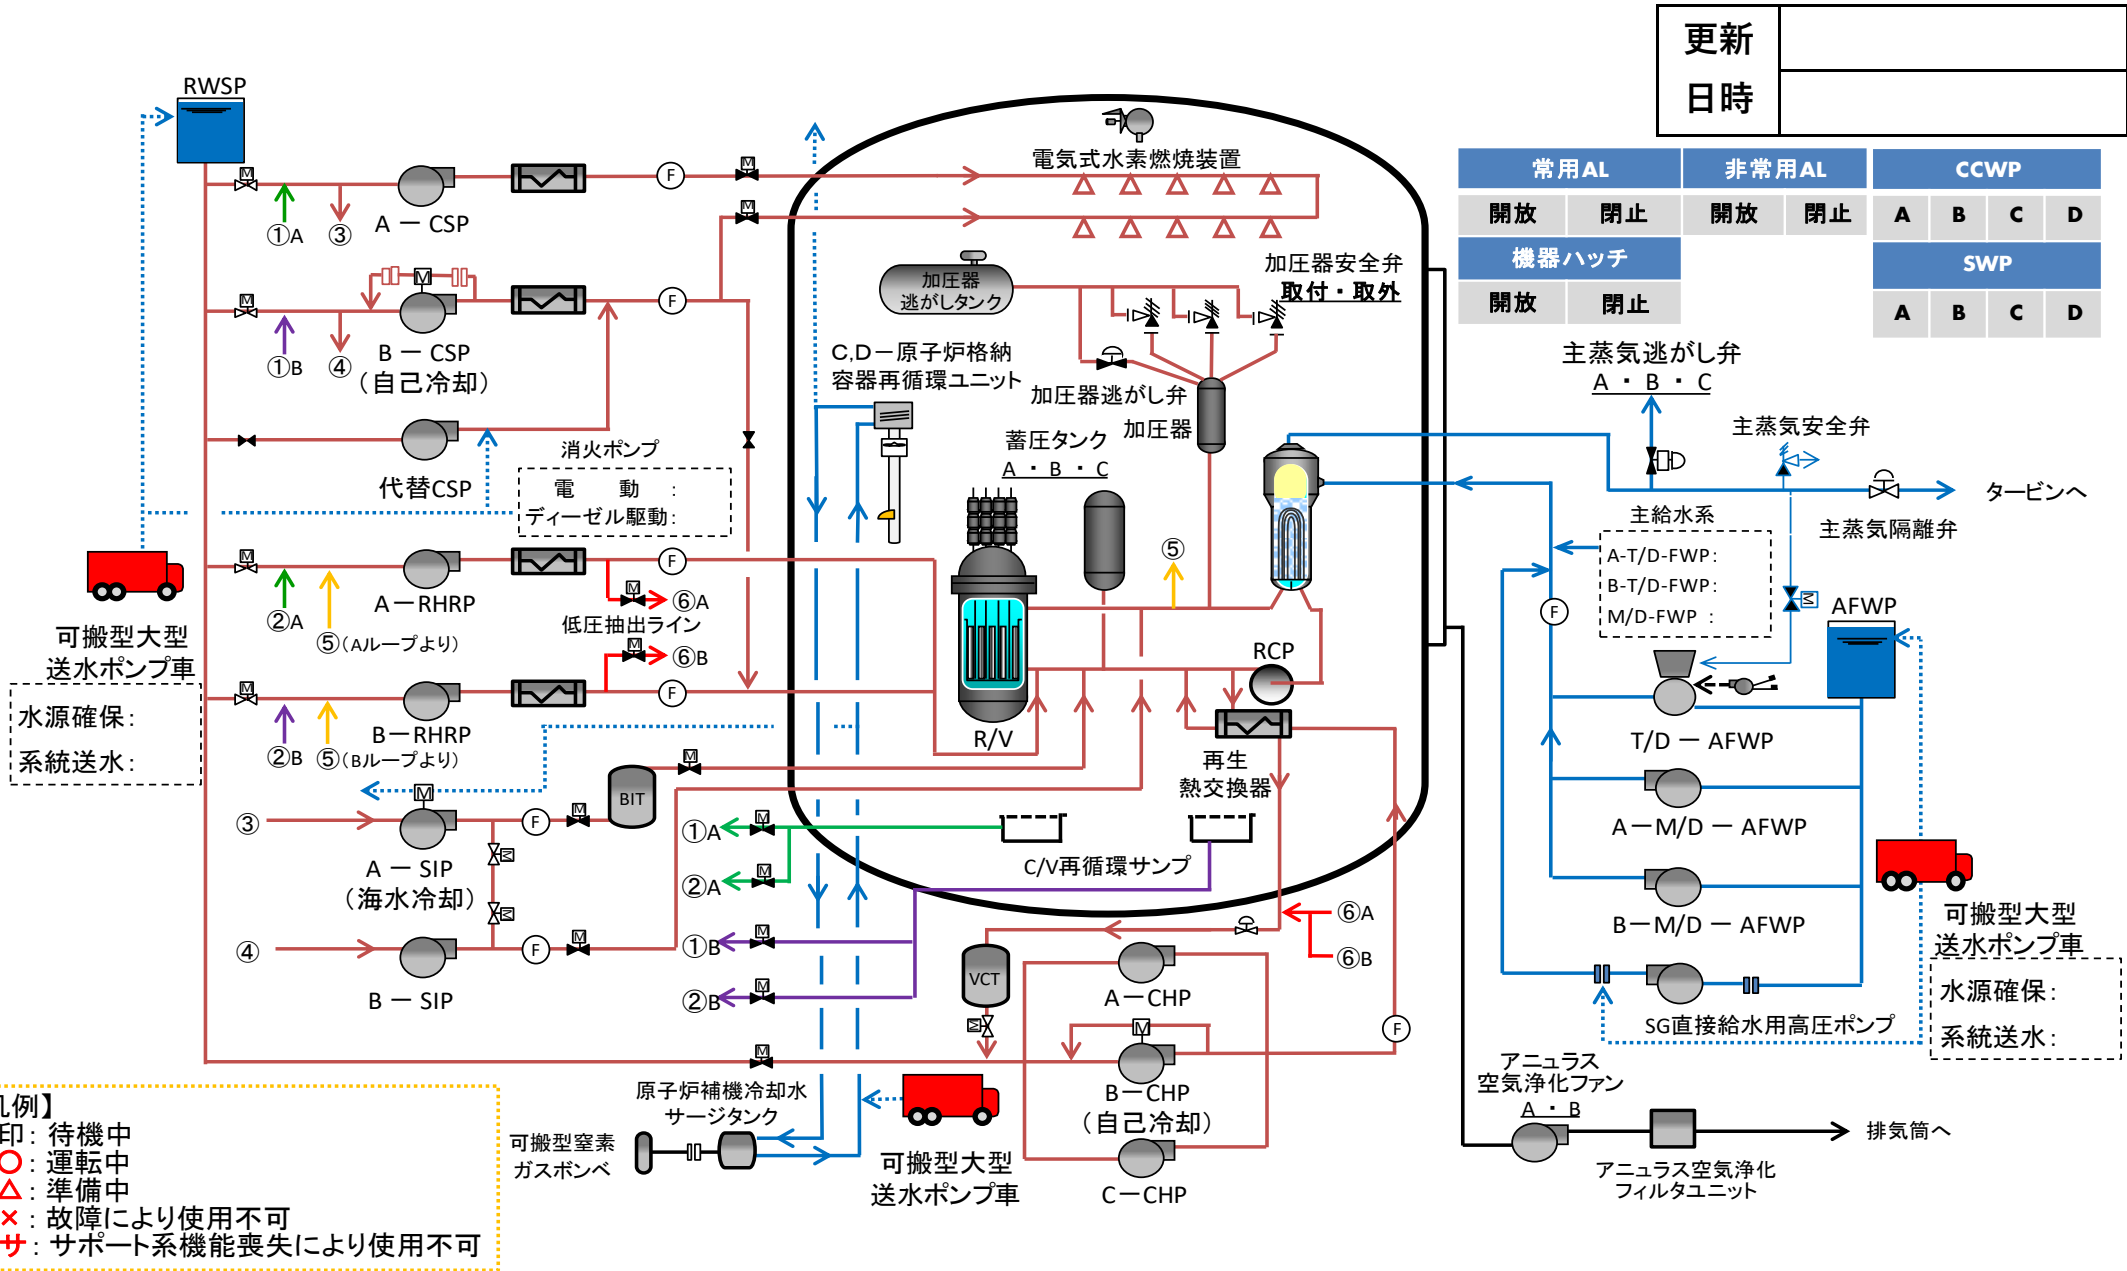 更新
日時
RWSP
常用AL
非常用AL
CCWP
開放
閉止
開放
閉止
A
B
C
D
機器ハッチ
SWP
開放
閉止
A
B
C
D
電気式水素燃焼装置
F
M
①A
③
A － CSP
M
M
M
M
F
①B
④
B － CSP
(自己冷却)
加圧器
逃がしタンク
加圧器安全弁
取付・取外
C,D－原子炉格納
容器再循環ユニット
加圧器逃がし弁
加圧器
主蒸気逃がし弁
A ・ B ・ C
主蒸気安全弁
代替CSP
消火ポンプ
電 動 :
ディーゼル駆動:
蓄圧タンク
A ・ B ・ C
タービンへ
主蒸気隔離弁
主給水系
A-T/D-FWP:
B-T/D-FWP:
M/D-FWP :
F
M
M
F
②A
⑤(Aループより)
A－RHRP
M
⑥A
低圧抽出ライン
M
⑥B
⑤
可搬型大型
送水ポンプ車
水源確保:
系統送水:
M
F
②B
⑤(Bループより)
B－RHRP
R/V
RCP
再生
熱交換器
AFWP
T/D － AFWP
③
M
F
M
BIT
M
A － SIP
(海水冷却)
M
M
①A
M
②A
M
C/V再循環サンプ
A－M/D － AFWP
④
F
B － SIP
①B
M
②B
M
⑥A
⑥B
B－M/D － AFWP
可搬型大型
送水ポンプ車
水源確保:
系統送水:
VCT
M
A－CHP
F
SG直接給水用高圧ポンプ
M
M
B－CHP
(自己冷却)
C－CHP
原子炉補機冷却水
サージタンク
可搬型窒素
ガスボンベ
可搬型大型
送水ポンプ車
アニュラス
空気浄化ファン
A ・ B
排気筒へ
アニュラス空気浄化
フィルタユニット
例】
印: 待機中
○: 運転中
△: 準備中
×: 故障により使用不可
サ: サポート系機能喪失により使用不可